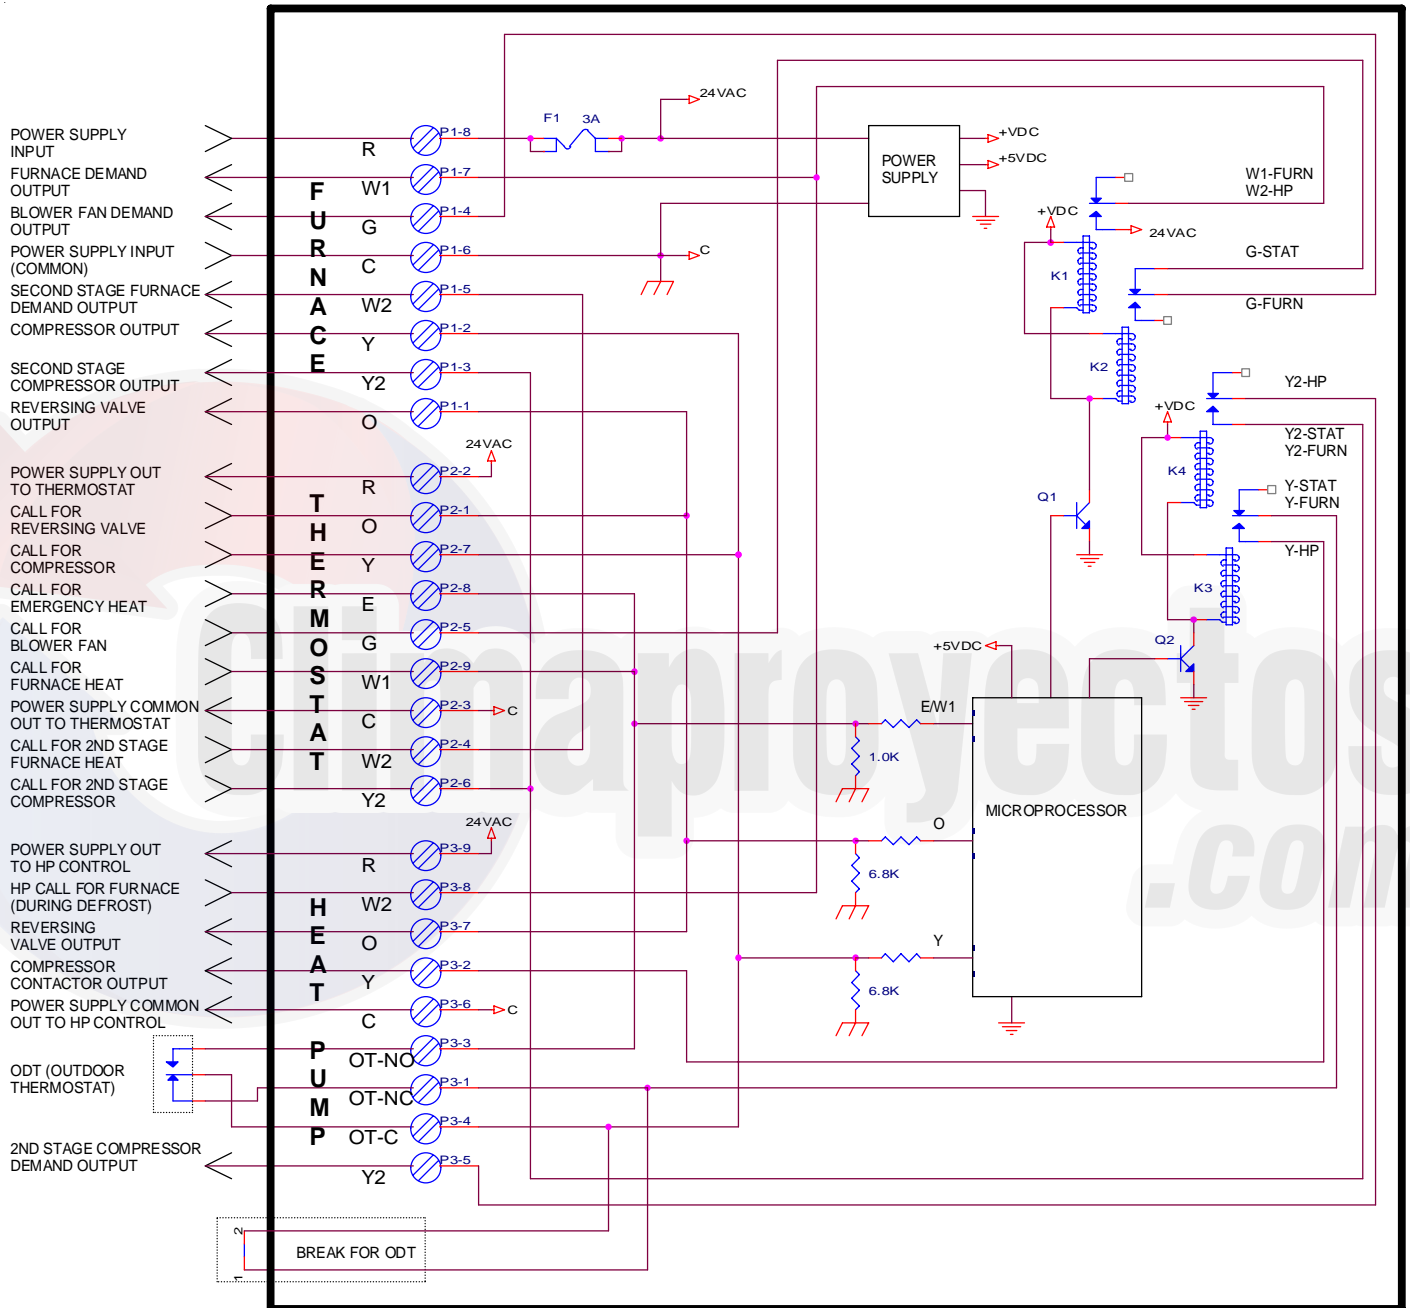 24VAC
F1 3A
POWER SUPPLY
INPUT
R
P1-8
POWER
SUPPLY
+VDC
+5VDC
FURNACE DEMAND
OUTPUT
W1
P1-7
BLOWER FAN DEMAND
OUTPUT
G
P1-4
POWER SUPPLY INPUT
(COMMON)
C
P1-6
C
SECOND STAGE FURNACE
DEMAND OUTPUT
W2
P1-5
COMPRESSOR OUTPUT
Y
P1-2
SECOND STAGE
COMPRESSOR OUTPUT
Y2
P1-3
REVERSING VALVE
OUTPUT
O
P1-1
FURNACE
W1-FURN
W2-HP
+VDC
24VAC
K1
G-STAT
G-FURN
K2
Y2-HP
+VDC
Y2-STAT
Y2-FURN
K4
Y-STAT
Y-FURN
Y-HP
K3
Q1
Q2
24VAC
POWER SUPPLY OUT
TO THERMOSTAT
R
P2-2
CALL FOR
REVERSING VALVE
O
P2-1
CALL FOR
COMPRESSOR
Y
P2-7
CALL FOR
EMERGENCY HEAT
E
P2-8
CALL FOR
BLOWER FAN
G
P2-5
CALL FOR
FURNACE HEAT
W1
P2-9
POWER SUPPLY COMMON
OUT TO THERMOSTAT
C
P2-3
C
CALL FOR 2ND STAGE
FURNACE HEAT
W2
P2-4
CALL FOR 2ND STAGE
COMPRESSOR
Y2
P2-6
THERMOSTAT
+5VDC
E/W1
1.0K
MICROPROCESSOR
O
6.8K
Y
6.8K
24VAC
POWER SUPPLY OUT
TO HP CONTROL
R
P3-9
HP CALL FOR FURNACE
(DURING DEFROST)
W2
P3-8
REVERSING
VALVE OUTPUT
O
P3-7
COMPRESSOR
CONTACTOR OUTPUT
Y
P3-2
POWER SUPPLY COMMON
OUT TO HP CONTROL
C
P3-6
C
ODT (OUTDOOR
THERMOSTAT)
OT-NO
P3-3
OT-NC
P3-1
OT-C
P3-4
2ND STAGE COMPRESSOR
DEMAND OUTPUT
Y2
P3-5
HEAT PUMP
2
BREAK FOR ODT
1
Climaproyectos
.com